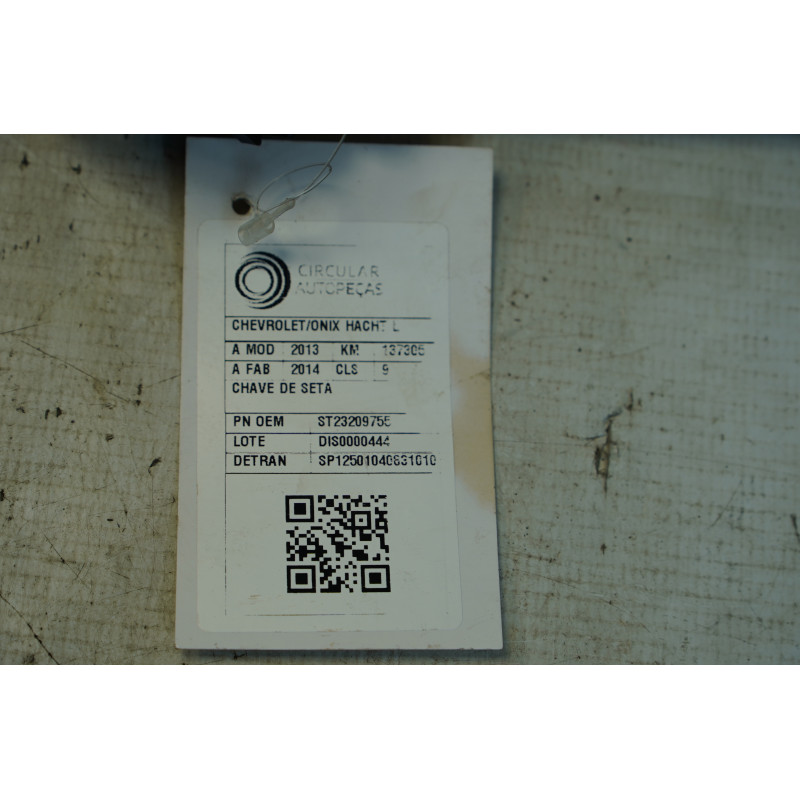 CIRCULAR
AUTOPEÇAS
CHEVROLET/ONIX HACHT L
A MOD 2013 KM 137305
A FAB 2014 CLS 9
CHAVE DE SETA
PN OEM ST23209755
LOTE DIS0000444
DETRAN SP12501040831010